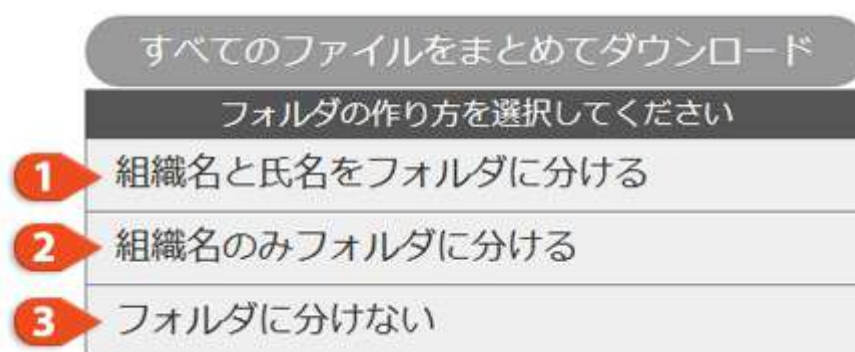 すべてのファイルをまとめてダウンロード
フォルダの作り方を選択してください
1 組織名と氏名をフォルダに分ける
2 組織名のみフォルダに分ける
3 フォルダに分けない